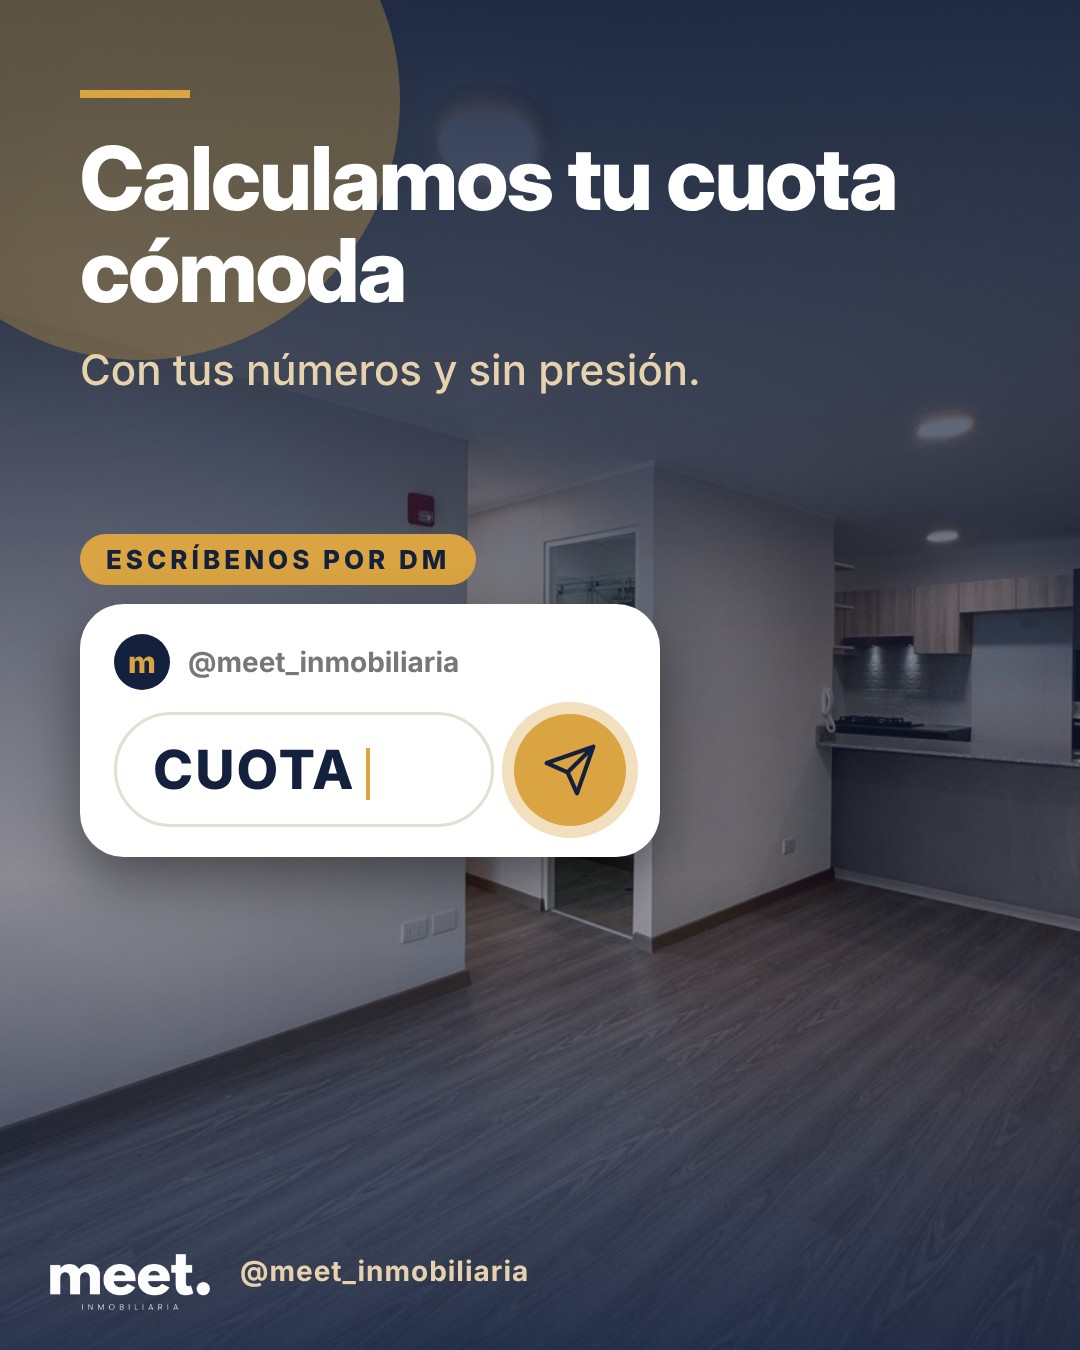 Calculamos tu cuota
cómoda
Con tus números y sin presión.
ESCRÍBENOS POR DM
m
@meet_inmobiliaria
CUOTA
meet.
INMOBILIARIA
@meet_inmobiliaria